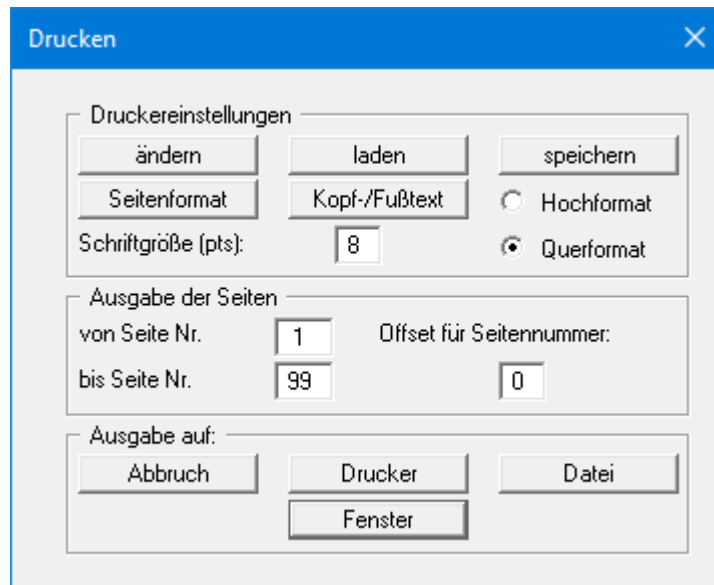 Drucken
Druckereinstellungen
ändern laden speichern
Seitenformat Kopf-/Fußtext Hochformat
Schriftgröße (pts): 8 Querformat
Ausgabe der Seiten
von Seite Nr. 1 Offset für Seitennummer:
bis Seite Nr. 99 0
Ausgabe auf:
Abbruch Drucker Datei
Fenster